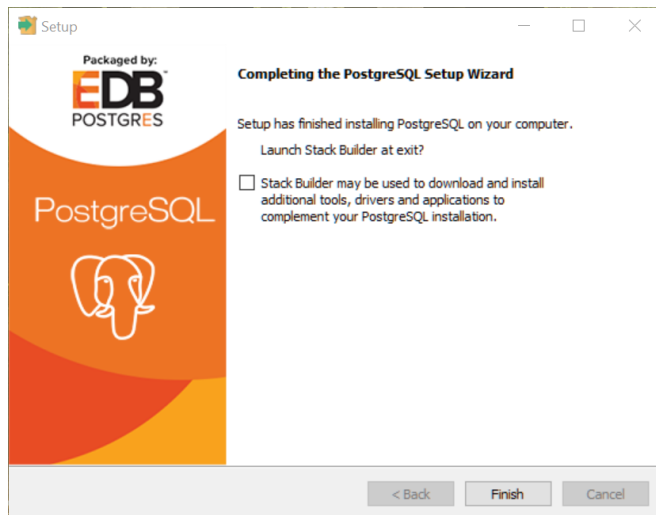 Setup
Packaged by:
EDB
POSTGRES
PostgreSQL
Completing the PostgreSQL Setup Wizard
Setup has finished installing PostgreSQL on your computer.
Launch Stack Builder at exit?
Stack Builder may be used to download and install
additional tools, drivers and applications to
complement your PostgreSQL installation.
< Back
Finish
Cancel